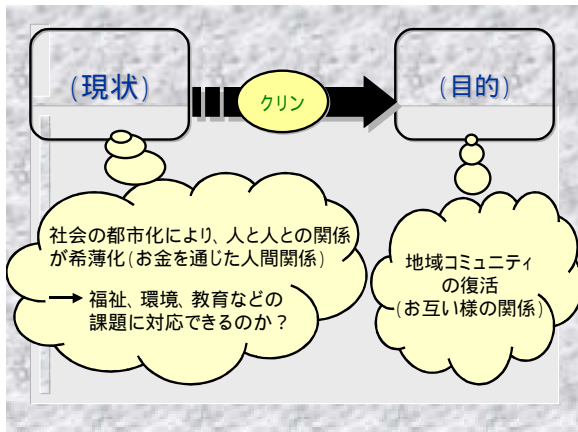 (現状)
クリン
(目的)
社会の都市化により、人と人との関係
が希薄化(お金を通じた人間関係)
福祉、環境、教育などの
課題に対応できるのか?
地域コミュニティ
の復活
(お互い様の関係)